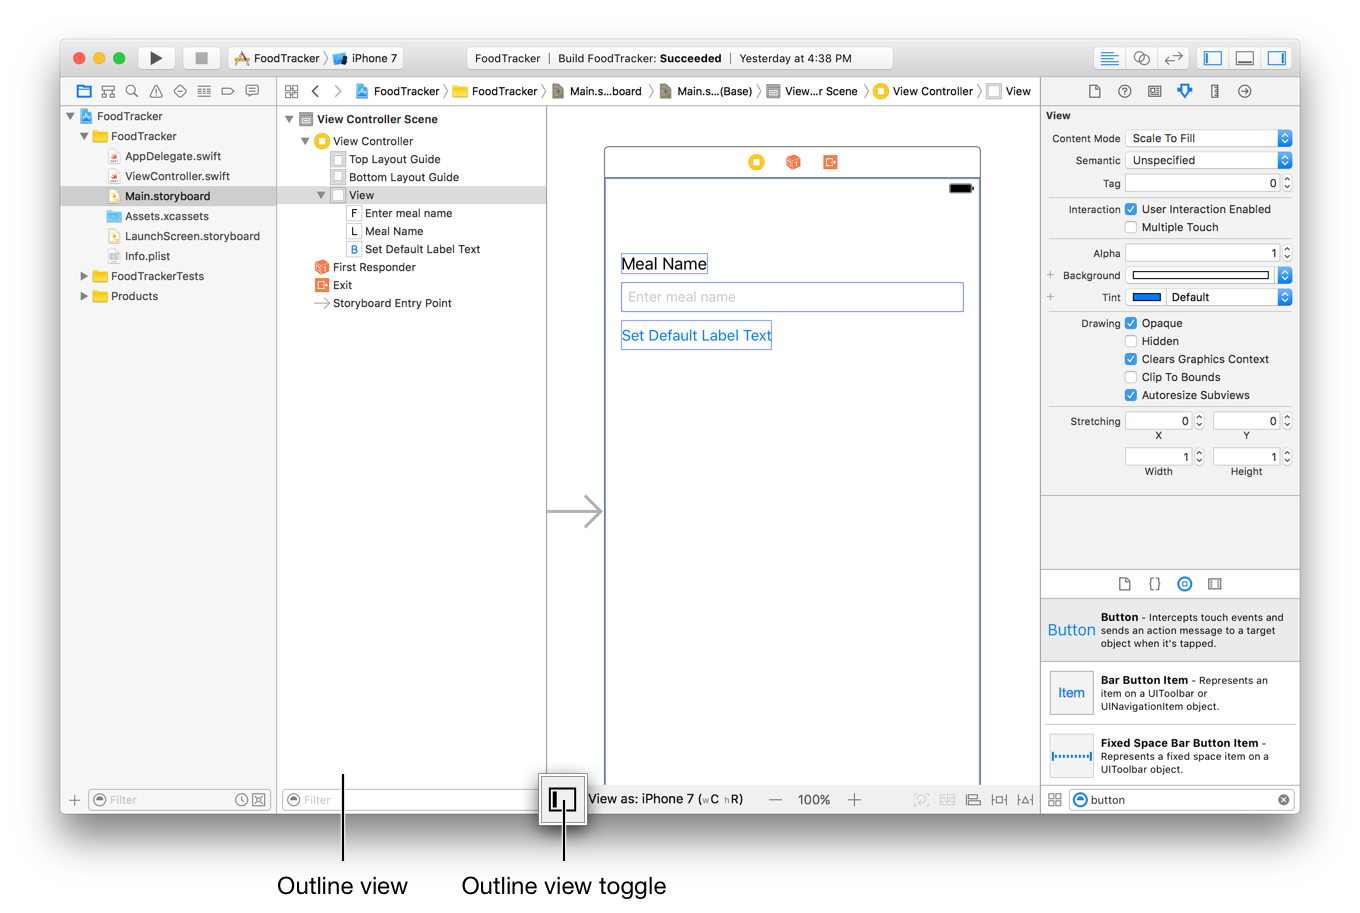 FoodTracker
iPhone 7
FoodTracker | Build FoodTracker: Succeeded | Yesterday at 4:38 PM
FoodTracker
FoodTracker
Main.s...board
Main.s...(Base)
View...r Scene
View Controller
View
FoodTracker
FoodTracker
AppDelegate.swift
ViewController.swift
Main.storyboard
Assets.xcassets
LaunchScreen.storyboard
Info.plist
FoodTrackerTests
Products
Filter
View Controller Scene
View Controller
Top Layout Guide
Bottom Layout Guide
View
F Enter meal name
L Meal Name
B Set Default Label Text
First Responder
Exit
Storyboard Entry Point
Filter
Meal Name
Enter meal name
Set Default Label Text
View as: iPhone 7 (wC hR)
100%
View
Content Mode Scale To Fill
Semantic Unspecified
Tag 0
Interaction User Interaction Enabled
Multiple Touch
Alpha 1
Background
Tint Default
Drawing Opaque
Hidden
Clears Graphics Context
Clip To Bounds
Autoresize Subviews
Stretching 0 0
X Y
1 1
Width Height
{}
Button
Button - Intercepts touch events and
sends an action message to a target
object when it's tapped.
Item
Bar Button Item - Represents an
item on a UIToolbar or
UINavigationItem object.
Fixed Space Bar Button Item -
Represents a fixed space item on a
UIToolbar object.
button
Outline view
Outline view toggle